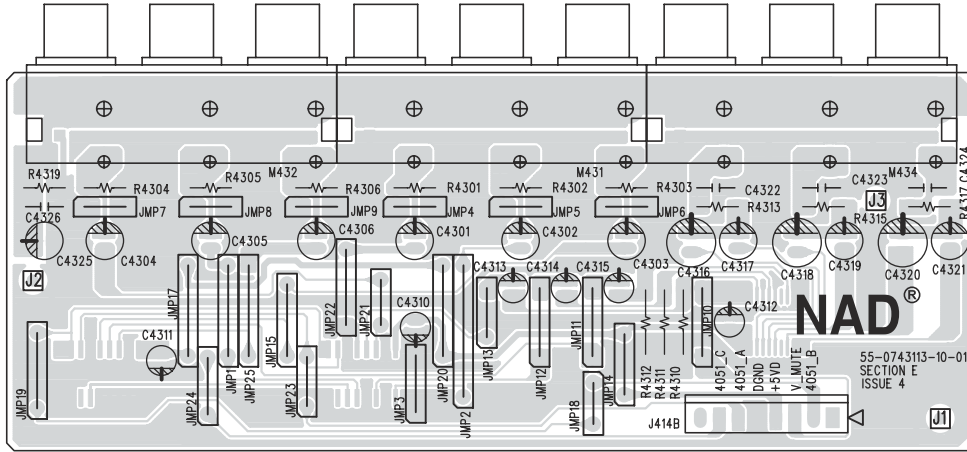 R4319
R4304
R4305
M432
R4306
R4301
R4302
M431
R4303
C4322
C4323
M434
R4317
C4324
J3
JMP7
JMP8
JMP9
JMP4
JMP5
JMP6
R4313
R4315
C4326
C4325
C4304
C4305
C4306
C4301
C4302
C4303
C4316
C4317
C4318
C4319
C4320
C4321
J2
C4313
C4314
C4315
JMP17
JMP22
JMP21
C4310
C4312
NAD®
C4311
JMP15
JMP20
JMP13
JMP12
JMP11
JMP10
JMP14
JMP19
JMP24
JMP1
JMP25
JMP23
JMP3
JMP2
JMP18
R4312
R4311
R4310
4051_C
4051_A
DGND
+5VD
V_MUTE
4051_B
55-0743113-10-01
SECTION E
ISSUE 4
J414B
J1